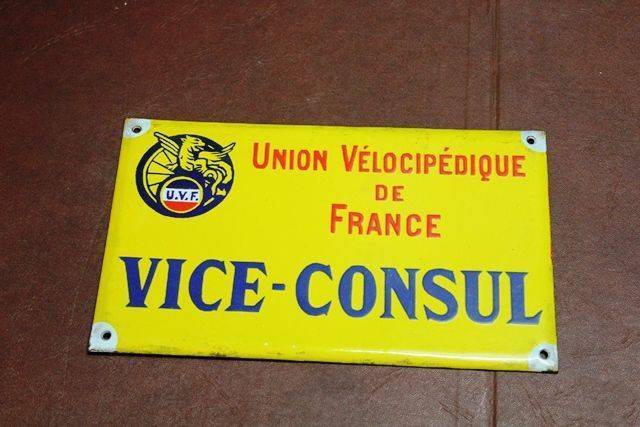 U.V.F.
UNION VÉLOCIPÉDIQUE
DE
FRANCE
VICE-CONSUL